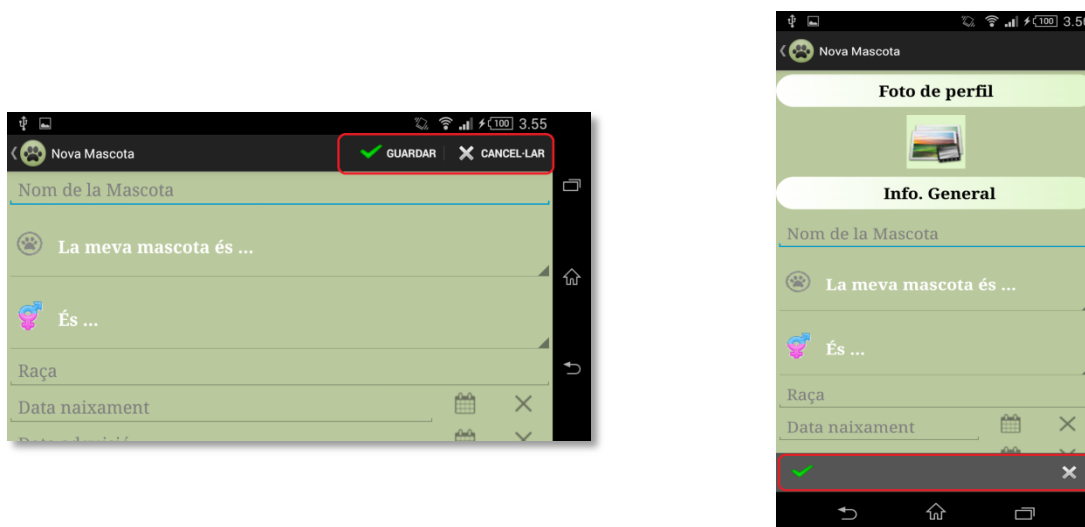 3.55
Nova Mascota
GUARDAR
CANCEL·LAR
Nom de la Mascota
La meva mascota és ...
És ...
Raça
Data naixament
100
3.50
Nova Mascota
Foto de perfil
Info. General
Nom de la Mascota
La meva mascota és ...
És ...
Raça
Data naixament